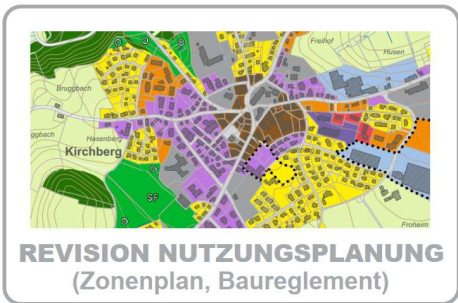 Freihof
Husen
Bruggbach
ggbach
Hasenberg
Kirchberg
SF
Froheim
REVISION NUTZUNGSPLANUNG
(Zonenplan, Baureglement)